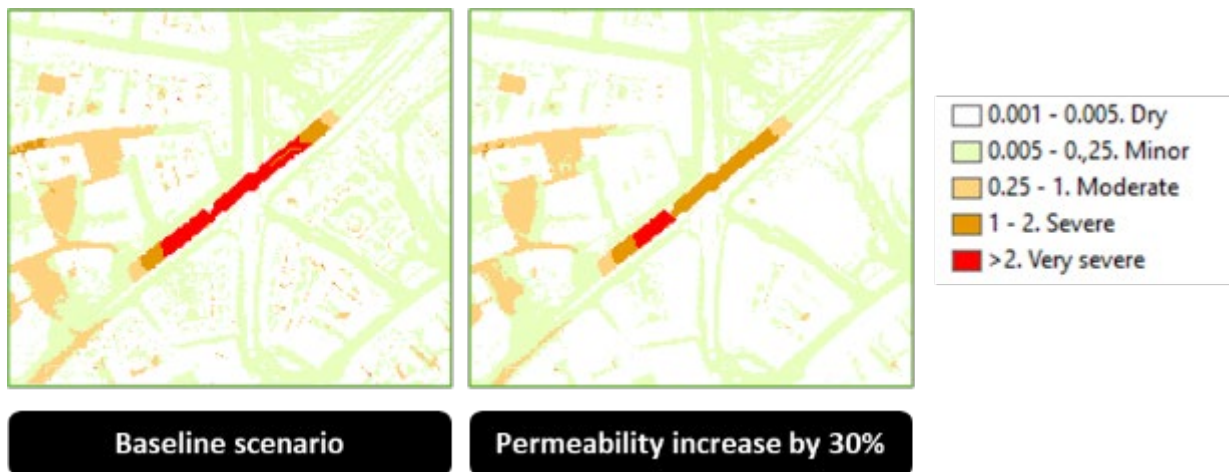 0.001 - 0.005. Dry
0.005 - 0.,25. Minor
0.25 - 1. Moderate
1 - 2. Severe
>2. Very severe
Baseline scenario
Permeability increase by 30%